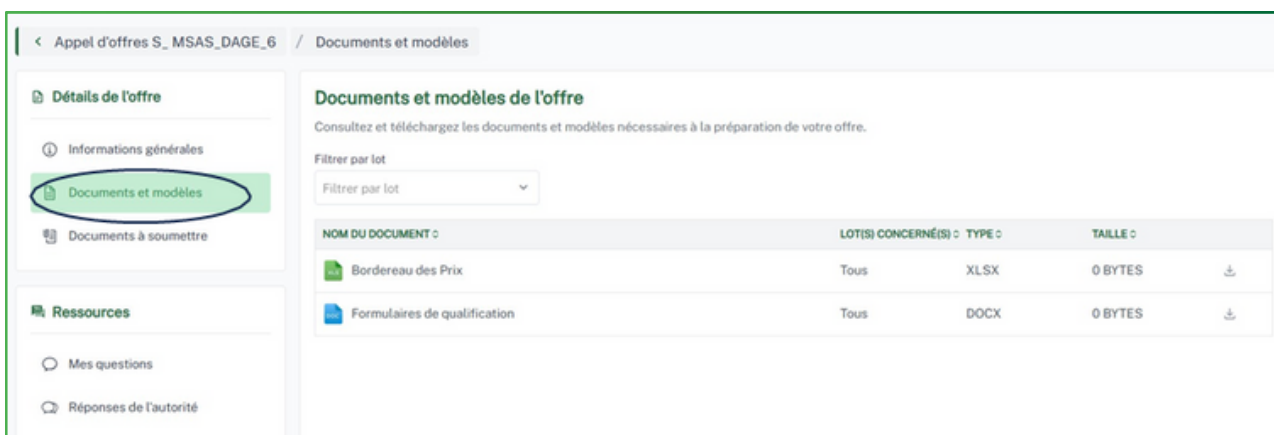 Appel d'offres S_ MSAS_DAGE_6 / Documents et modèles
Détails de l'offre
Informations générales
Documents et modèles
Documents à soumettre
Ressources
Mes questions
Réponses de l'autorité
Documents et modèles de l'offre
Consultez et téléchargez les documents et modèles nécessaires à la préparation de votre offre.
Filtrer par lot
Filtrer par lot
NOM DU DOCUMENT LOT(S) CONCERNÉ(S) TYPE TAILLE
Bordereau des Prix Tous XLSX 0 BYTES
DOC Formulaires de qualification Tous DOCX 0 BYTES